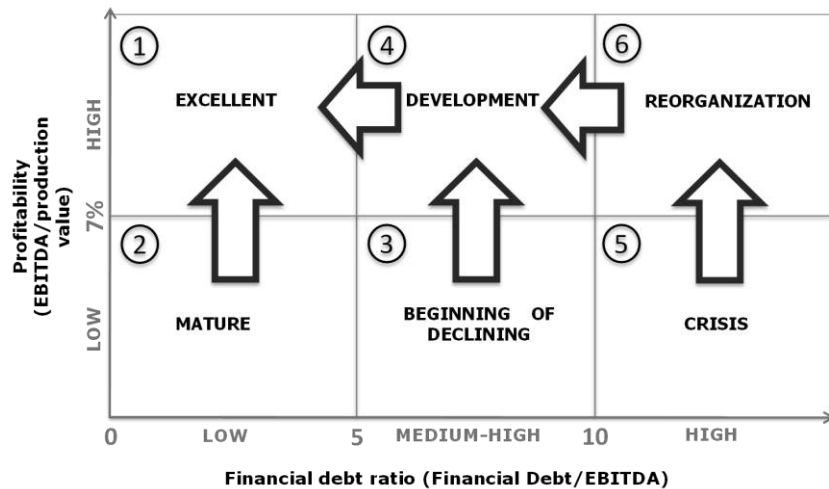 1
4
6
EXCELLENT
DEVELOPMENT
REORGANIZATION
HIGH
Profitability
(EBITDA/production
value)
7%
2
3
5
MATURE
BEGINNING OF
DECLINING
CRISIS
LOW
0
LOW
5
MEDIUM-HIGH
10
HIGH
Financial debt ratio (Financial Debt/EBITDA)